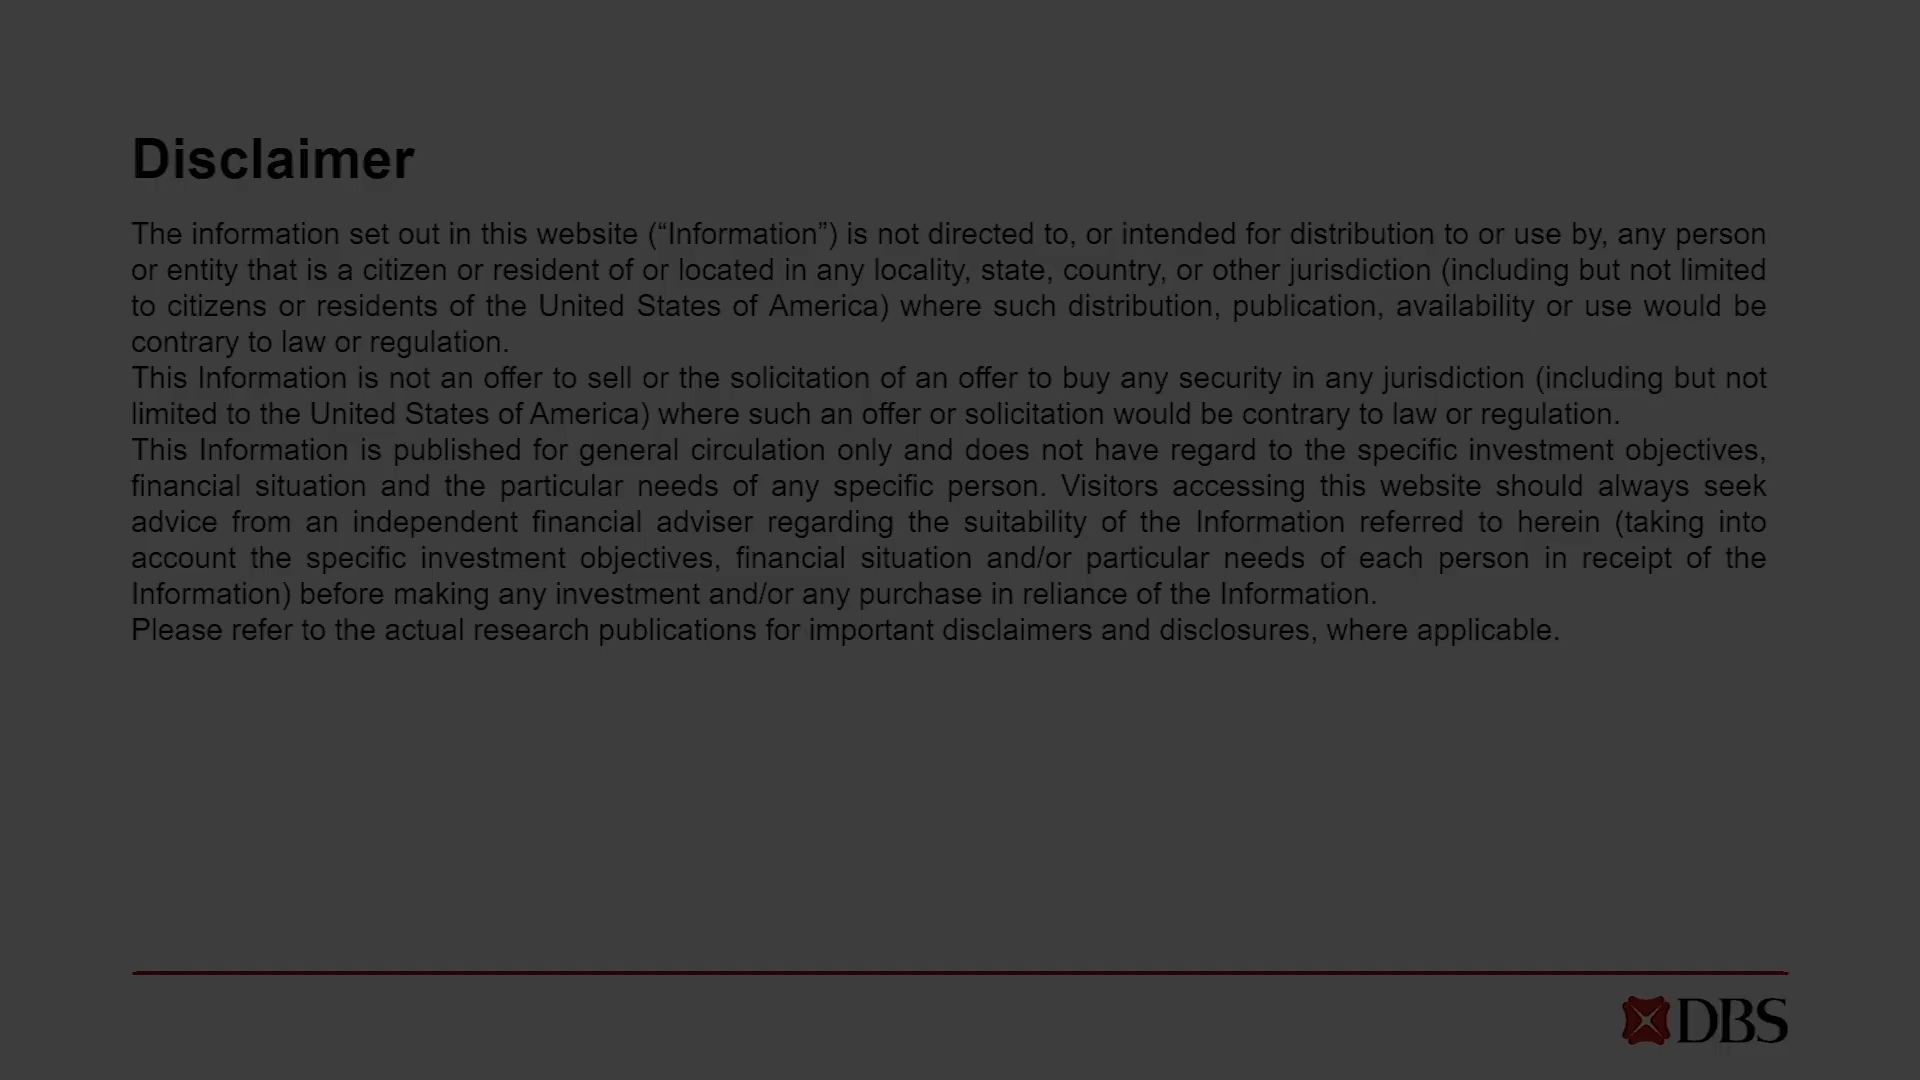 Disclaimer
The information set out in this website (“Information”) is not directed to, or intended for distribution to or use by, any person
or entity that is a citizen or resident of or located in any locality, state, country, or other jurisdiction (including but not limited
to citizens or residents of the United States of America) where such distribution, publication, availability or use would be
contrary to law or regulation.
This Information is not an offer to sell or the solicitation of an offer to buy any security in any jurisdiction (including but not
limited to the United States of America) where such an offer or solicitation would be contrary to law or regulation.
This Information is published for general circulation only and does not have regard to the specific investment objectives,
financial situation and the particular needs of any specific person. Visitors accessing this website should always seek
advice from an independent financial adviser regarding the suitability of the Information referred to herein (taking into
account the specific investment objectives, financial situation and/or particular needs of each person in receipt of the
Information) before making any investment and/or any purchase in reliance of the Information.
Please refer to the actual research publications for important disclaimers and disclosures, where applicable.
DBS